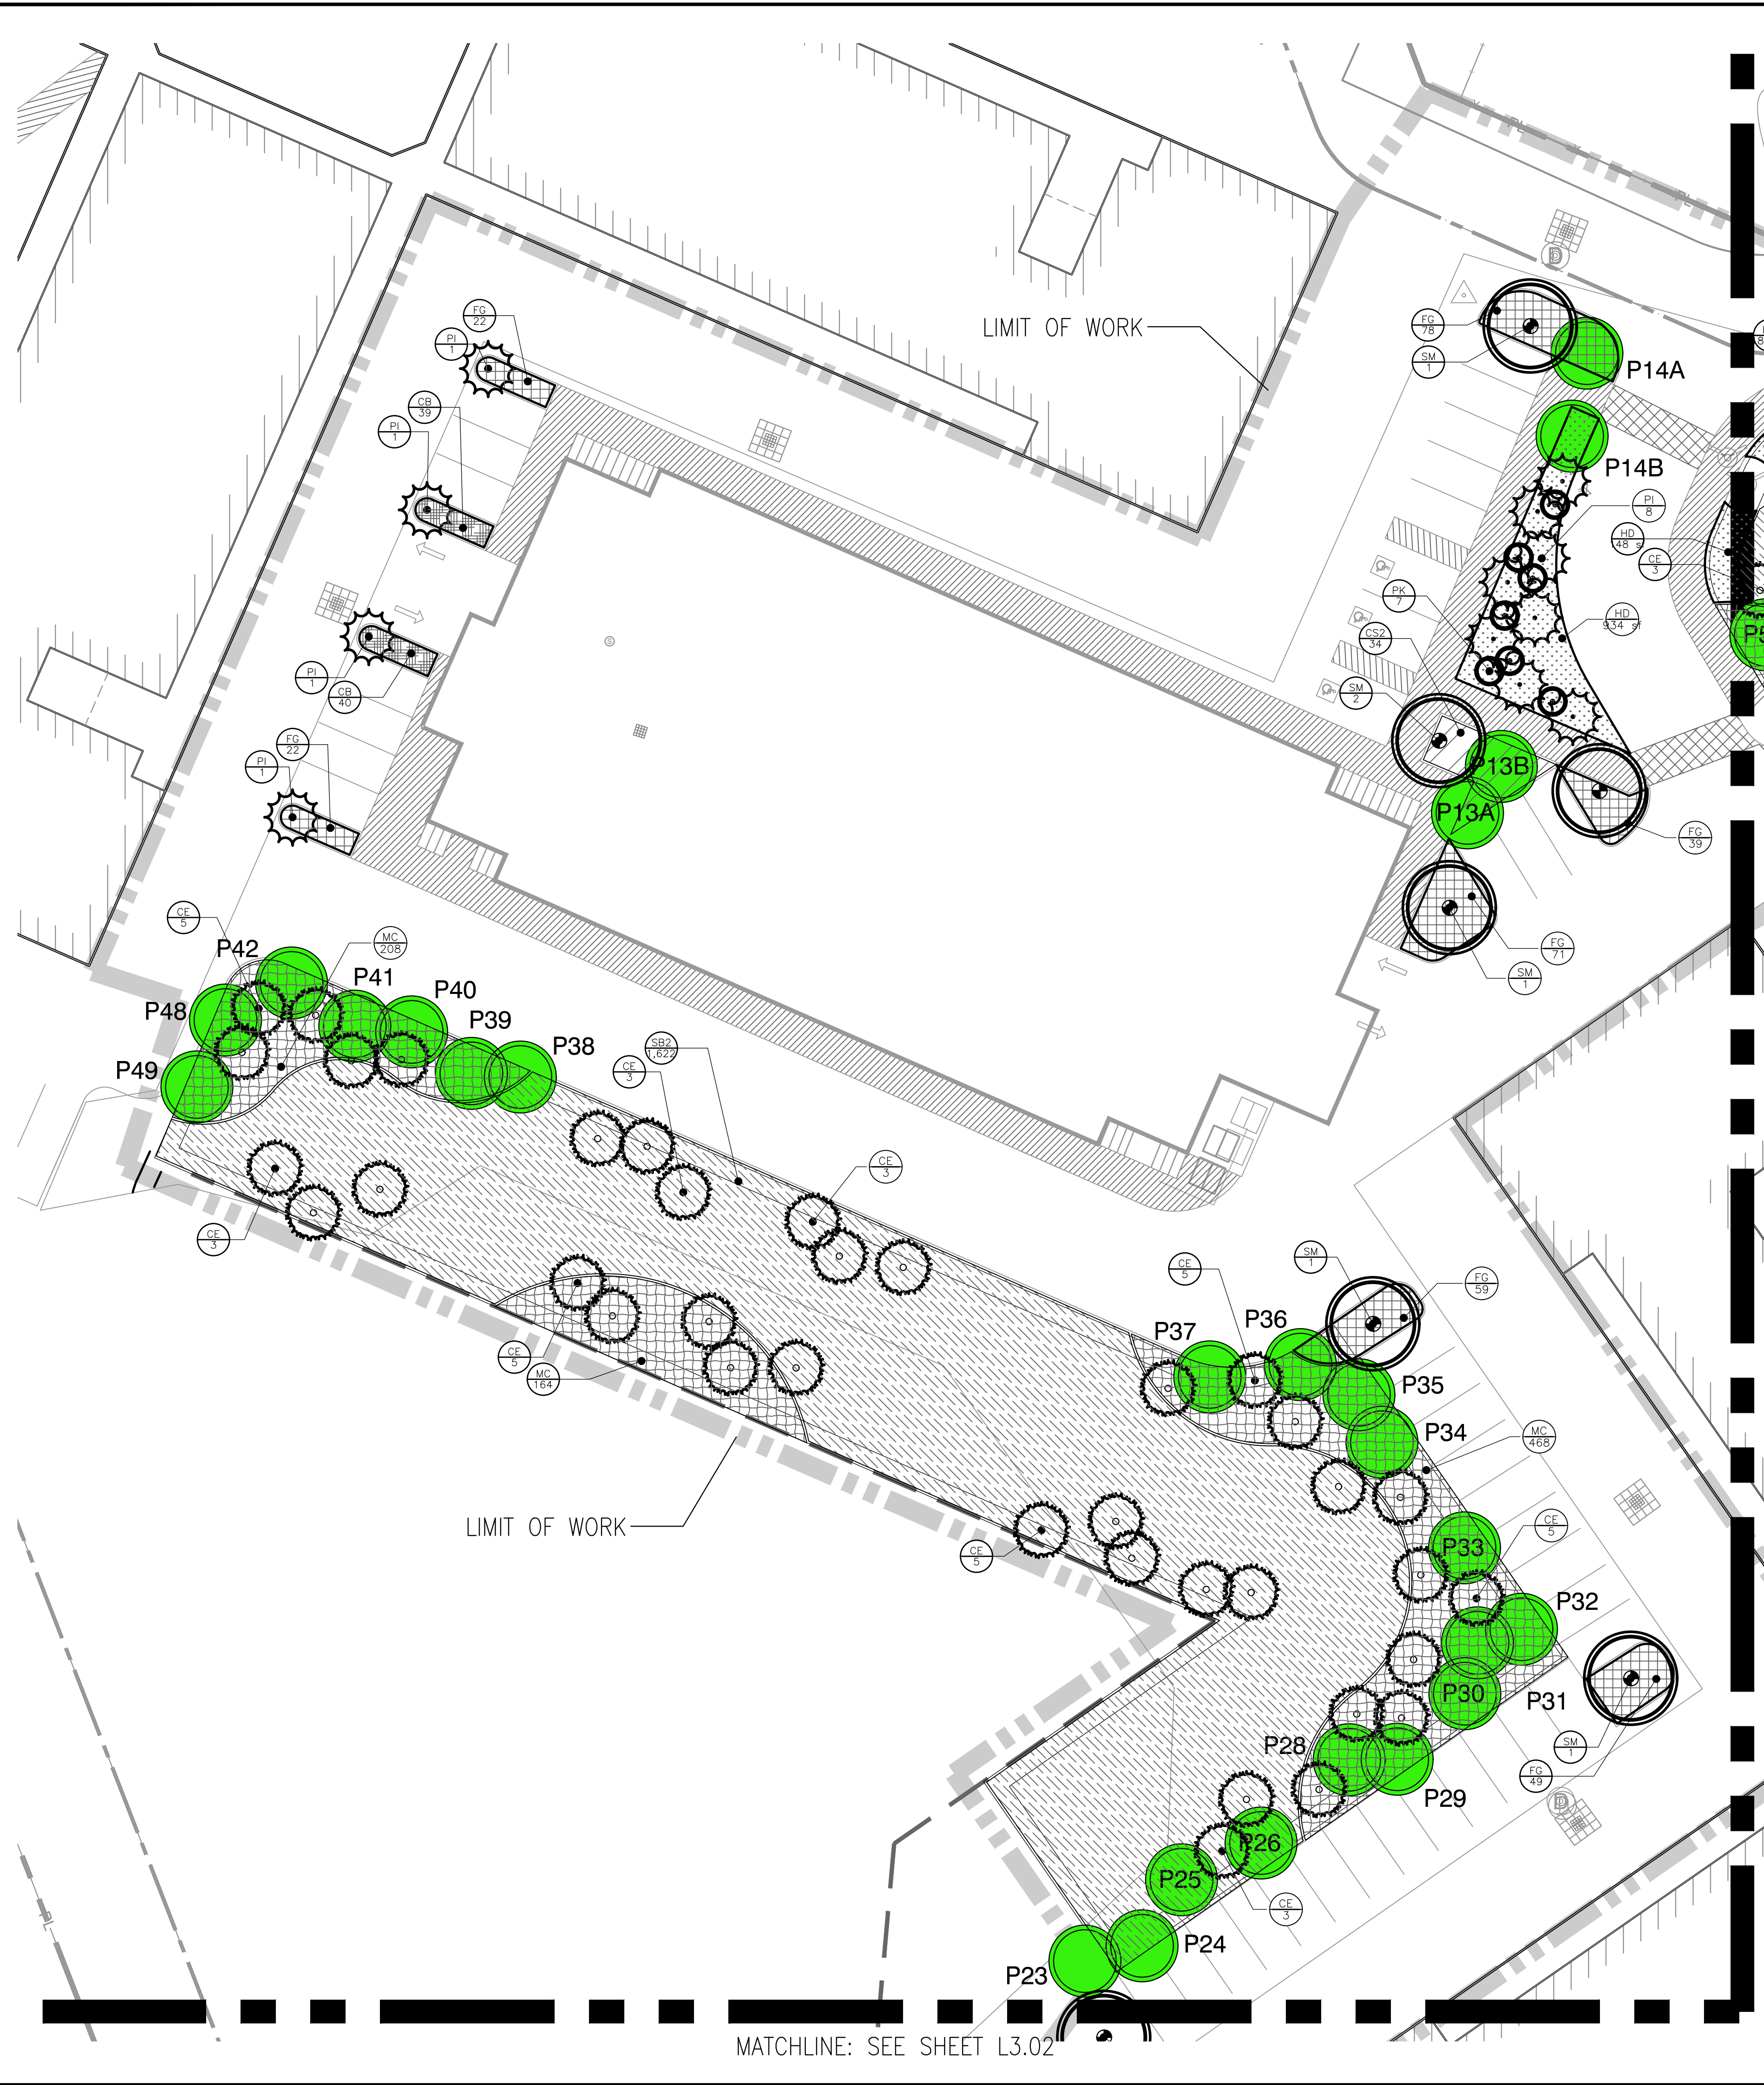 PL
PL
D
LIMIT OF WORK
FG
22
PI
1
CB
39
PI
1
FG
78
SM
1
P14A
P14B
PI
8
HD
CE
3
PK
7
HD
934 sf
CS2
34
SM
2
PI
1
CB
40
FG
22
PI
1
S
P13B
P13A
FG
39
FG
71
SM
1
CE
5
P42
MC
208
P41
P40
P48
P39
P38
P49
SB2
1,622
CE
3
CE
3
CE
3
CE
5
SM
1
FG
59
P37
P36
P35
P34
CE
5
MC
164
MC
468
LIMIT OF WORK
CE
5
CE
5
P33
P32
P30
P31
P28
P29
SM
1
FG
49
D
P26
P25
CE
3
PL
P24
P23
MATCHLINE: SEE SHEET L3.02